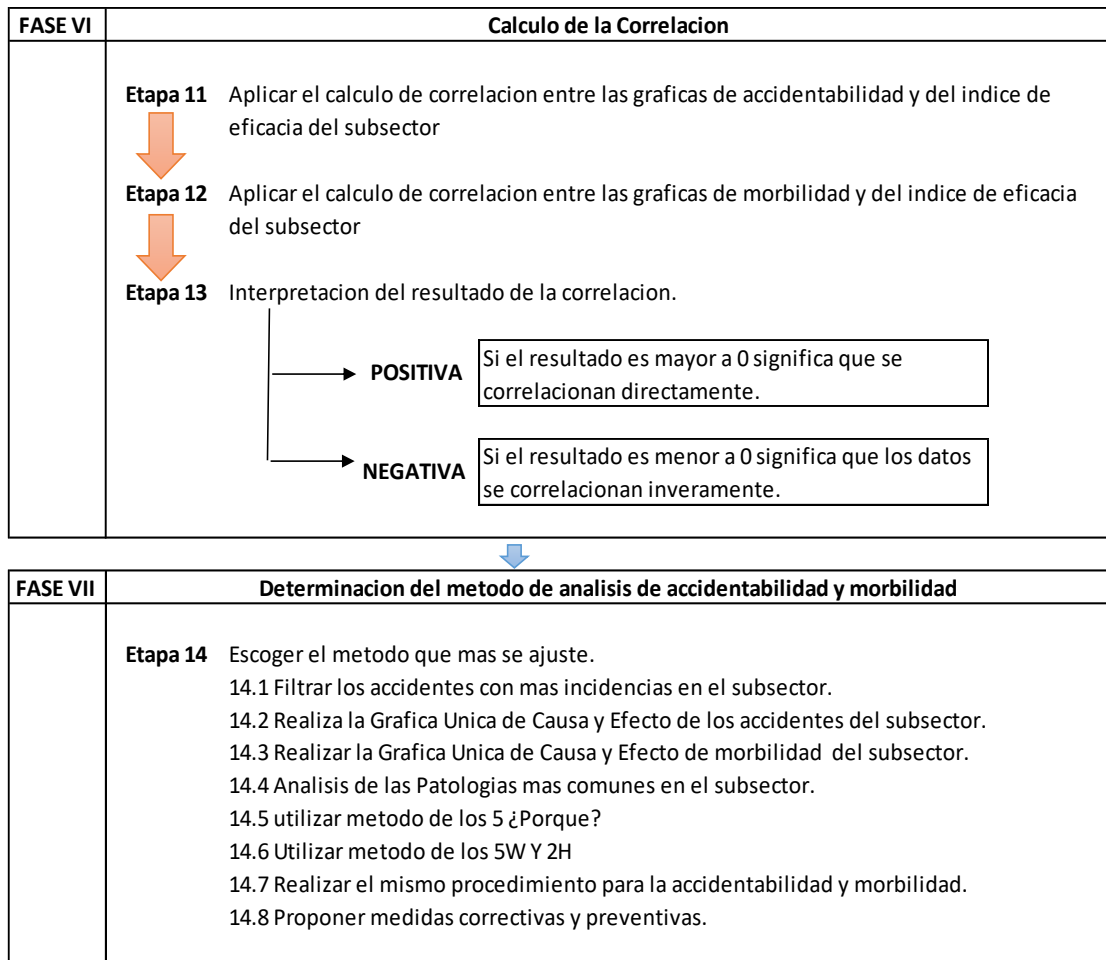 FASE VI Calculo de la Correlacion
Etapa 11 Aplicar el calculo de correlacion entre las graficas de accidentabilidad y del indice de
eficacia del subsector
Etapa 12 Aplicar el calculo de correlacion entre las graficas de morbilidad y del indice de eficacia
del subsector
Etapa 13 Interpretacion del resultado de la correlacion.
POSITIVA Si el resultado es mayor a 0 significa que se
correlacionan directamente.
NEGATIVA Si el resultado es menor a 0 significa que los datos
se correlacionan inveramente.
FASE VII Determinacion del metodo de analisis de accidentabilidad y morbilidad
Etapa 14 Escoger el metodo que mas se ajuste.
14.1 Filtrar los accidentes con mas incidencias en el subsector.
14.2 Realiza la Grafica Unica de Causa y Efecto de los accidentes del subsector.
14.3 Realizar la Grafica Unica de Causa y Efecto de morbilidad del subsector.
14.4 Analisis de las Patologias mas comunes en el subsector.
14.5 utilizar metodo de los 5 ¿Porque?
14.6 Utilizar metodo de los 5W Y 2H
14.7 Realizar el mismo procedimiento para la accidentabilidad y morbilidad.
14.8 Proponer medidas correctivas y preventivas.